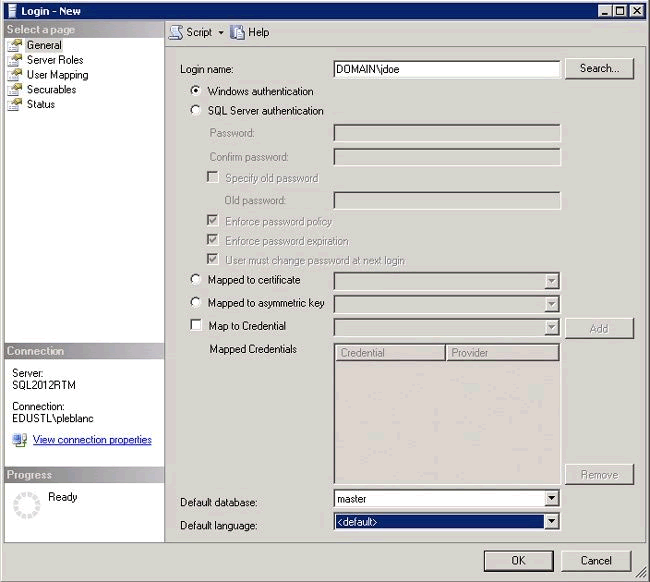 Login - New
Select a page
General
Server Roles
User Mapping
Securables
Status
Connection
Server:
SQL2012RTM
Connection:
EDUSTL\pleblanc
View connection properties
Progress
Ready
Script Help
Login name: DOMAIN\jdoe Search...
Windows authentication
SQL Server authentication
Password:
Confirm password:
Specify old password
Old password:
Enforce password policy
Enforce password expiration
User must change password at next login
Mapped to certificate
Mapped to asymmetric key
Map to Credential Add
Mapped Credentials Credential Provider
Remove
Default database: master
Default language: <default>
OK Cancel